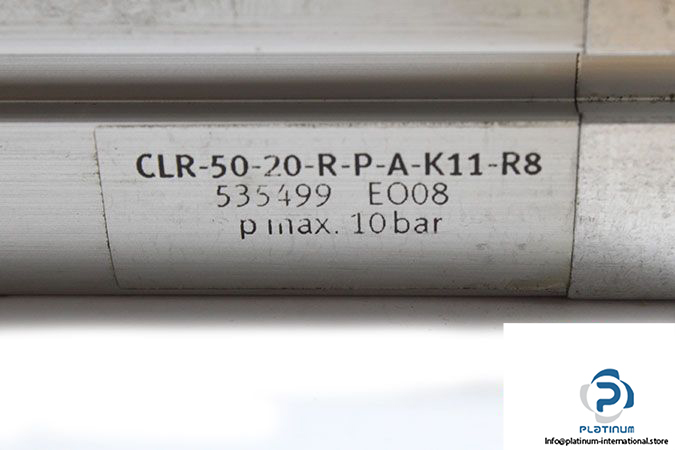 CLR-50-20-R-P-A-K11-R8
535499 E008
p max. 10 bar
PLATINUM
Info@platinum-international.store